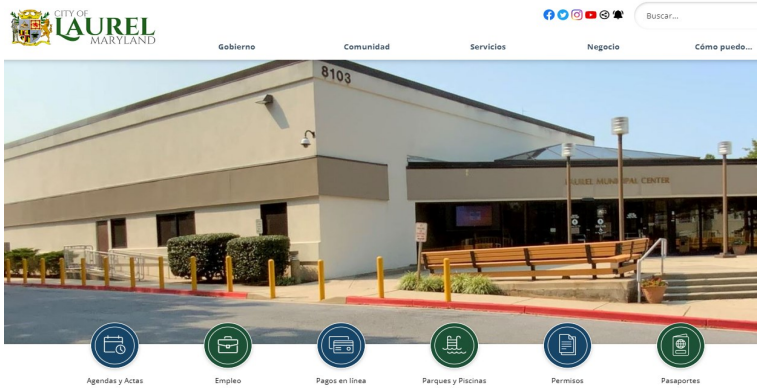 CITY OF
LAUREL
MARYLAND
Buscar...
Gobierno
Comunidad
Servicios
Negocio
Cómo puedo...
8103
LAUREL MUNICIPAL CENTER
Agendas y Actas
Empleo
Pagos en línea
Parques y Piscinas
Permisos
Pasaportes